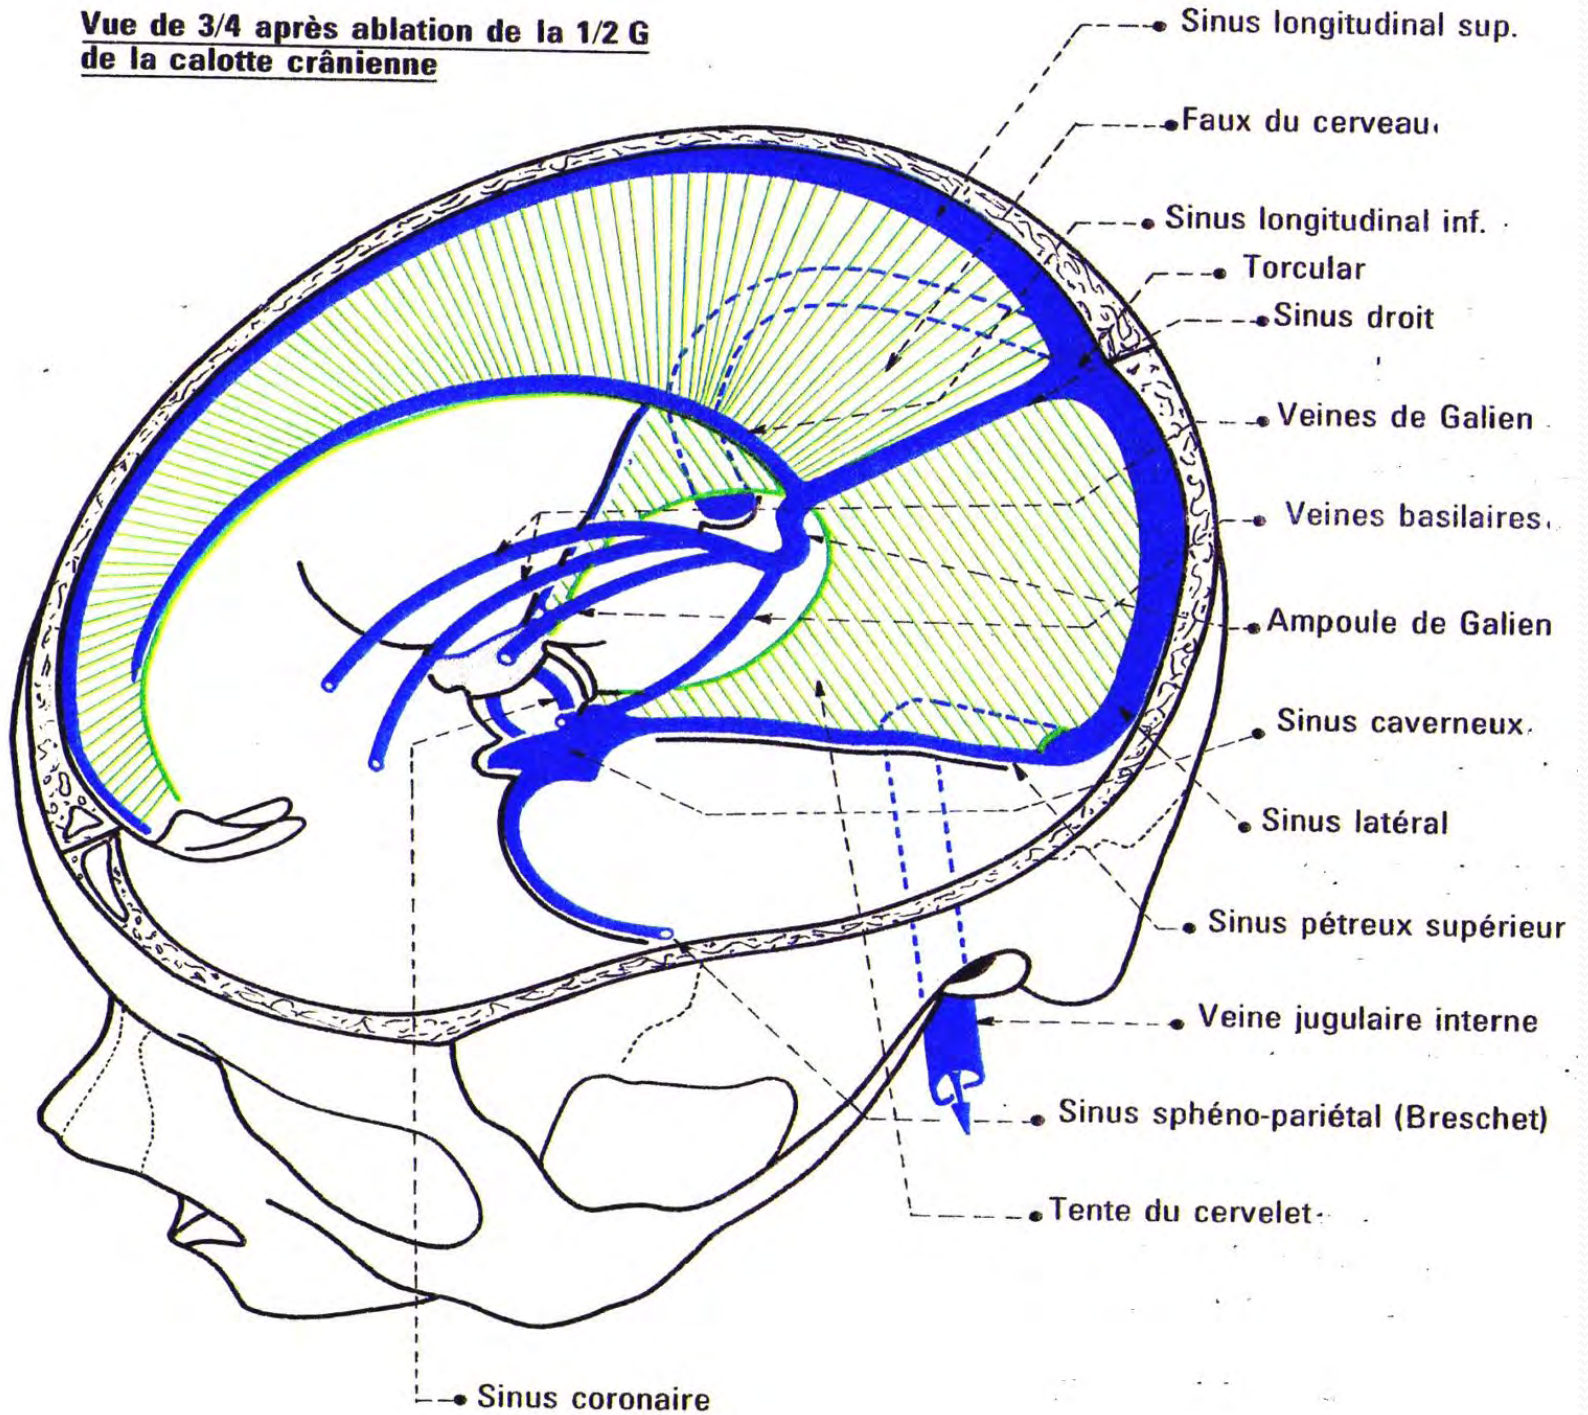 Vue de 3/4 après ablation de la 1/2 G
de la calotte crânienne
Sinus longitudinal sup.
Faux du cerveau
Sinus longitudinal inf.
Torcular
Sinus droit
Veines de Galien
Veines basilaires
Ampoule de Galien
Sinus caverneux
Sinus latéral
Sinus pétreux supérieur
Veine jugulaire interne
Sinus sphéno-pariétal (Breschet)
Tente du cervelet
Sinus coronaire